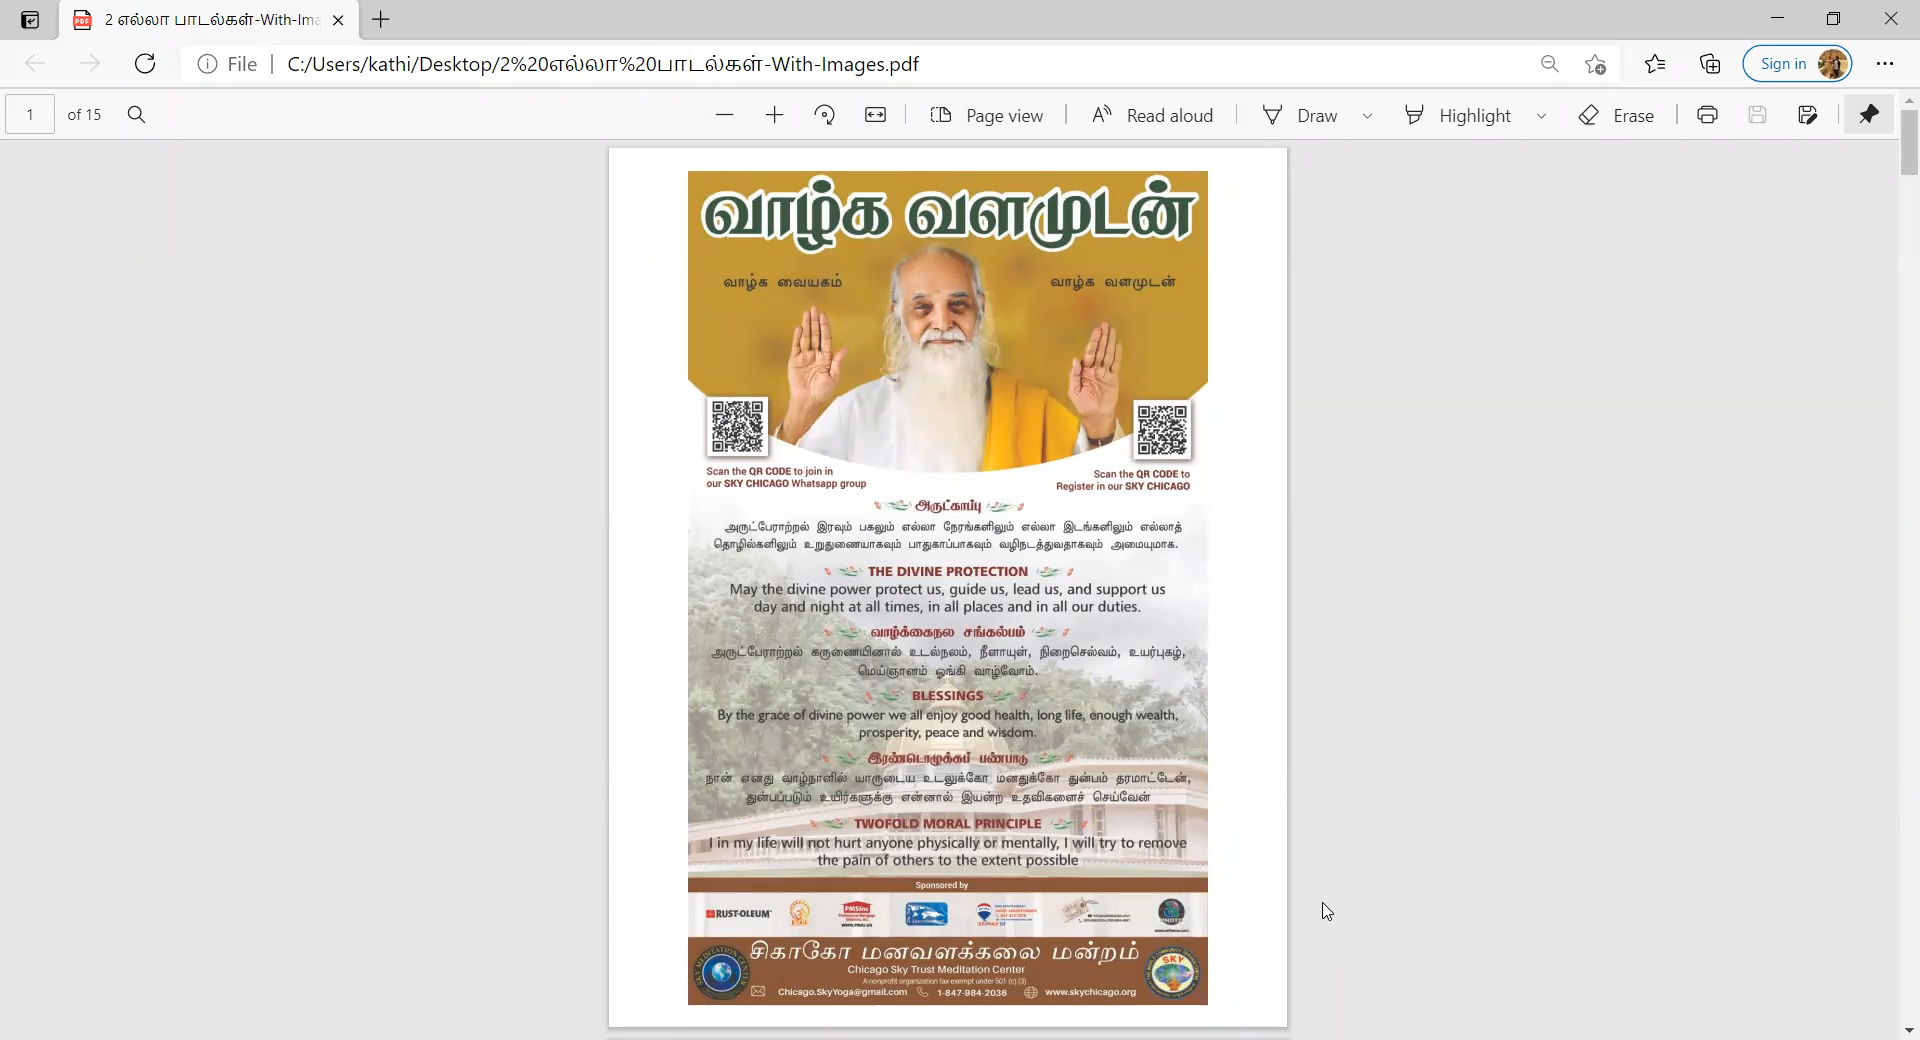 2 எல்லா பாடல்கள்-With-Ima
File
C:/Users/kathi/Desktop/2%20எல்லா%20பாடல்கள்-With-Images.pdf
Sign in
1 of 15
Page view
Read aloud
Draw
Highlight
Erase
வாழ்க வளமுடன்
வாழ்க வையகம்
வாழ்க வளமுடன்
Scan the QR CODE to join in
our SKY CHICAGO Whatsapp group
Scan the QR CODE to
Register in our SKY CHICAGO
அருட்காப்பு
அருட்பேராற்றல் இரவும் பகலும் எல்லா நேரங்களிலும் எல்லா இடங்களிலும் எல்லாத்
தொழில்களிலும் உறுதுணையாகவும் பாதுகாப்பாகவும் வழிநடத்துவதாகவும் அமையுமாக.
THE DIVINE PROTECTION
May the divine power protect us, guide us, lead us, and support us
day and night at all times, in all places and in all our duties.
வாழ்க்கைநல சங்கல்பம்
அருட்பேராற்றல் கருணையினால் உடல்நலம், நீளாயுள், நிறைசெல்வம், உயர்புகழ்,
மெய்ஞானம் ஓங்கி வாழ்வோம்.
BLESSINGS
By the grace of divine power we all enjoy good health, long life, enough wealth,
prosperity, peace and wisdom.
இரண்டொழுக்கப் பண்பாடு
நான் எனது வாழ்நாளில் யாருடைய உடலுக்கோ மனதுக்கோ துன்பம் தரமாட்டேன்,
துன்பப்படும் உயிர்களுக்கு என்னால் இயன்ற உதவிகளைச் செய்வேன்
TWOFOLD MORAL PRINCIPLE
I in my life will not hurt anyone physically or mentally, I will try to remove
the pain of others to the extent possible
Sponsored by
RUST-OLEUM
PMSInc
சிகாகோ மனவளக்கலை மன்றம்
Chicago Sky Trust Meditation Center
A nonprofit organization tax exempt under 501 (c) (3)
Chicago.SkyYoga@gmail.com 1-847-984-2036 www.skychicago.org
SKY